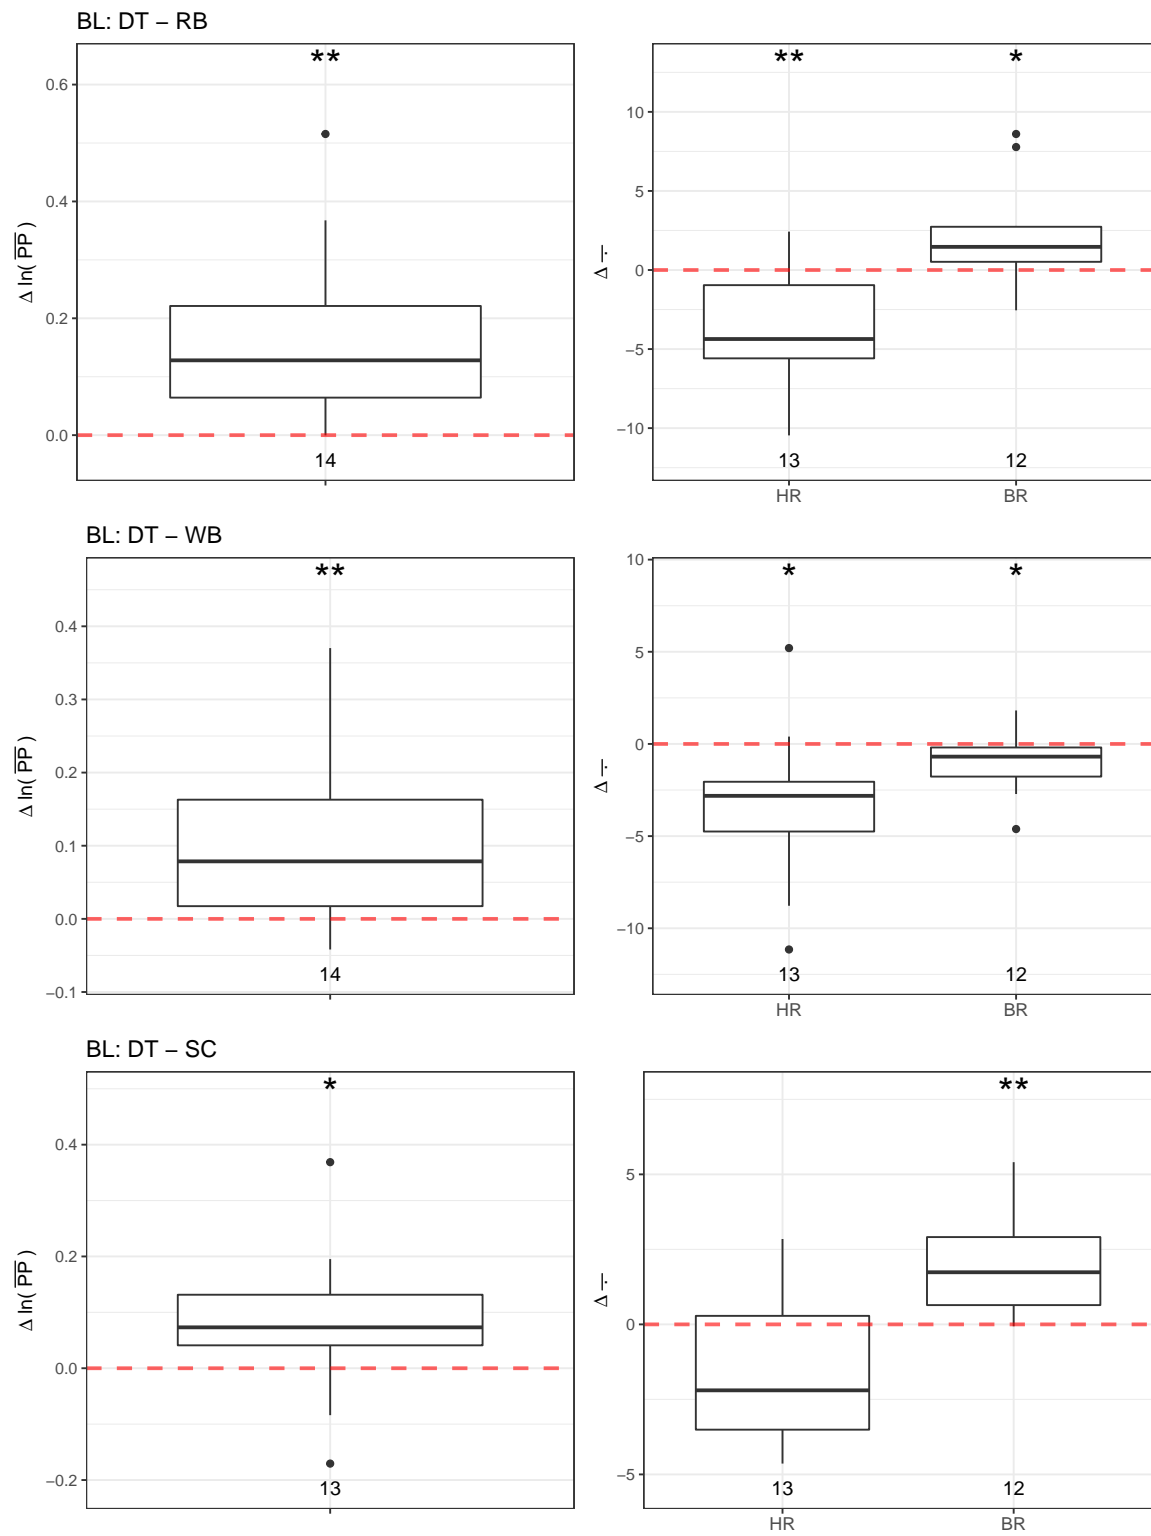 BL: DT – RB
** ** *
0.6
0.4
0.2
0.0
Δ ln( PP )
14
10
5
0
−5
−10
Δ ∸
13 12
HR BR
BL: DT – WB
** * *
0.4
0.3
0.2
0.1
0.0
−0.1
Δ ln( PP )
14
10
5
0
−5
−10
Δ ∸
13 12
HR BR
BL: DT – SC
* **
0.4
0.2
0.0
−0.2
Δ ln( PP )
13
5
0
−5
Δ ∸
13 12
HR BR